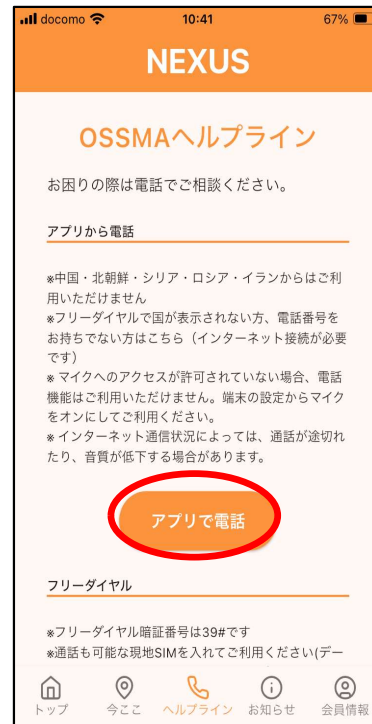 docomo 10:41 67%
NEXUS
OSSMAヘルプライン
お困りの際は電話でご相談ください。
アプリから電話
※中国・北朝鮮・シリア・ロシア・イランからはご利
用いただけません
※フリーダイヤルで国が表示されない方、電話番号を
お持ちでない方はこちら（インターネット接続が必要
です）
※ マイクへのアクセスが許可されていない場合、電話
機能はご利用いただけません。端末の設定からマイク
をオンにしてご利用ください。
※ インターネット通信状況によっては、通話が途切れ
たり、音質が低下する場合があります。
アプリで電話
フリーダイヤル
※フリーダイヤル暗証番号は39#です
※通話も可能な現地SIMを入れてご利用ください(デー
トップ 今ここ ヘルプライン お知らせ 会員情報